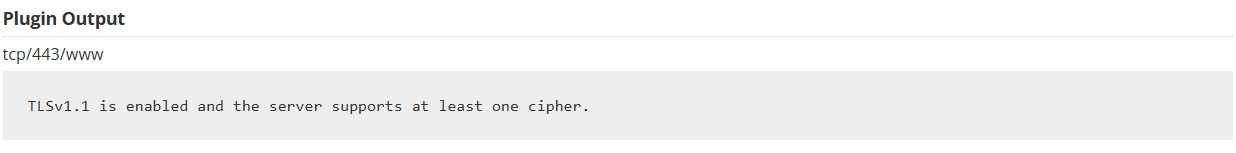 Plugin Output
tcp/443/www
TLSv1.1 is enabled and the server supports at least one cipher.